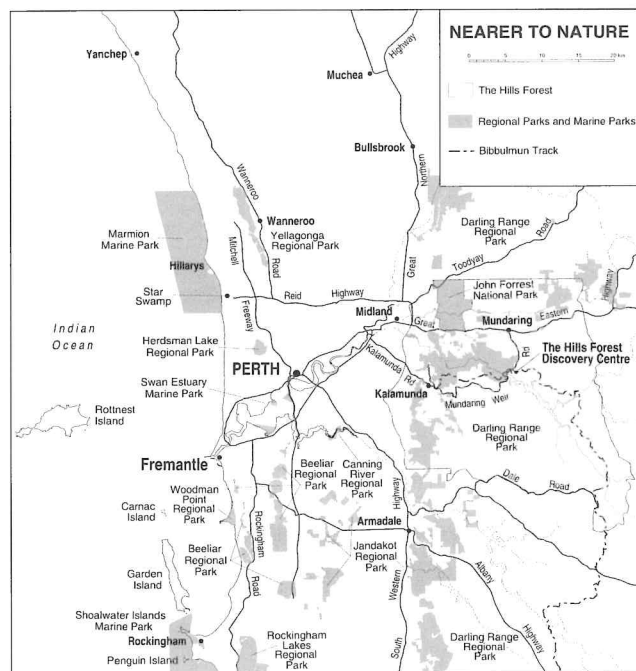 NEARER TO NATURE
0 5 10 15 20 km
The Hills Forest
Regional Parks and Marine Parks
Bibbulmun Track
Yanchep
Muchea
Highway
Bullsbrook
Northern
Great
Wanneroo
Road
Wanneroo
Yellagonga
Regional Park
Mitchell
Freeway
Marmion
Marine Park
Hillarys
Star
Swamp
Reid Highway
Darling Range
Regional
Park
Toodyay Road
John Forrest
National Park
Highway
Midland
Great Eastern
Mundaring
Rd
The Hills Forest
Discovery Centre
Indian
Ocean
Herdsman Lake
Regional Park
PERTH
Kalamunda Rd
Kalamunda
Mundaring Weir
Swan Estuary
Marine Park
Rottnest
Island
Darling Range
Regional
Park
Fremantle
Beeliar
Regional
Park
Canning
River
Regional
Park
Highway
Dale Road
Woodman
Point
Regional
Park
Carnac
Island
Rockingham
Road
Armadale
Beeliar
Regional
Park
Jandakot
Regional
Park
Garden
Island
Albany
Highway
Western
South
Shoalwater Islands
Marine Park
Rockingham
Penguin Island
Rockingham
Lakes
Regional
Park
Darling Range
Regional Park